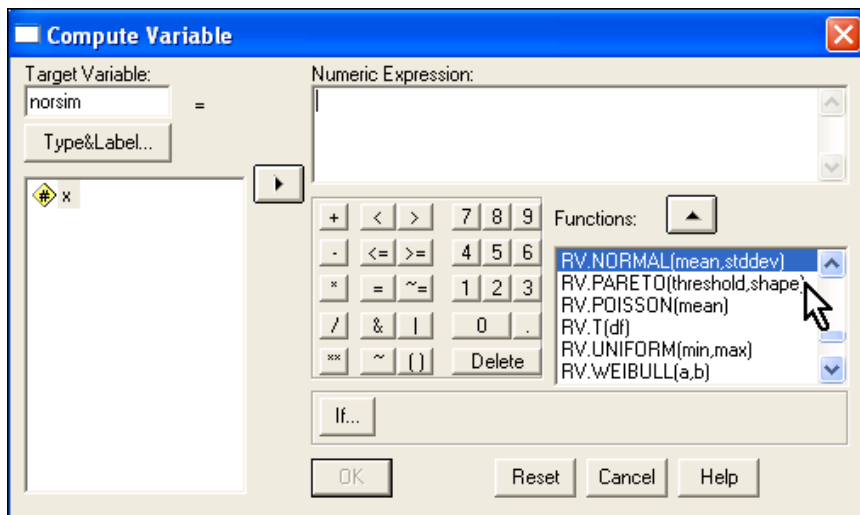 Compute Variable
Target Variable:
norsim
=
Type&Label...
# x
Numeric Expression:
+ < > 7 8 9
- <= >= 4 5 6
* = ~= 1 2 3
/ & | 0 .
** ~ () Delete
Functions:
RV.NORMAL(mean,stddev)
RV.PARETO(threshold,shape)
RV.POISSON(mean)
RV.T(df)
RV.UNIFORM(min,max)
RV.WEIBULL(a,b)
If...
OK Reset Cancel Help